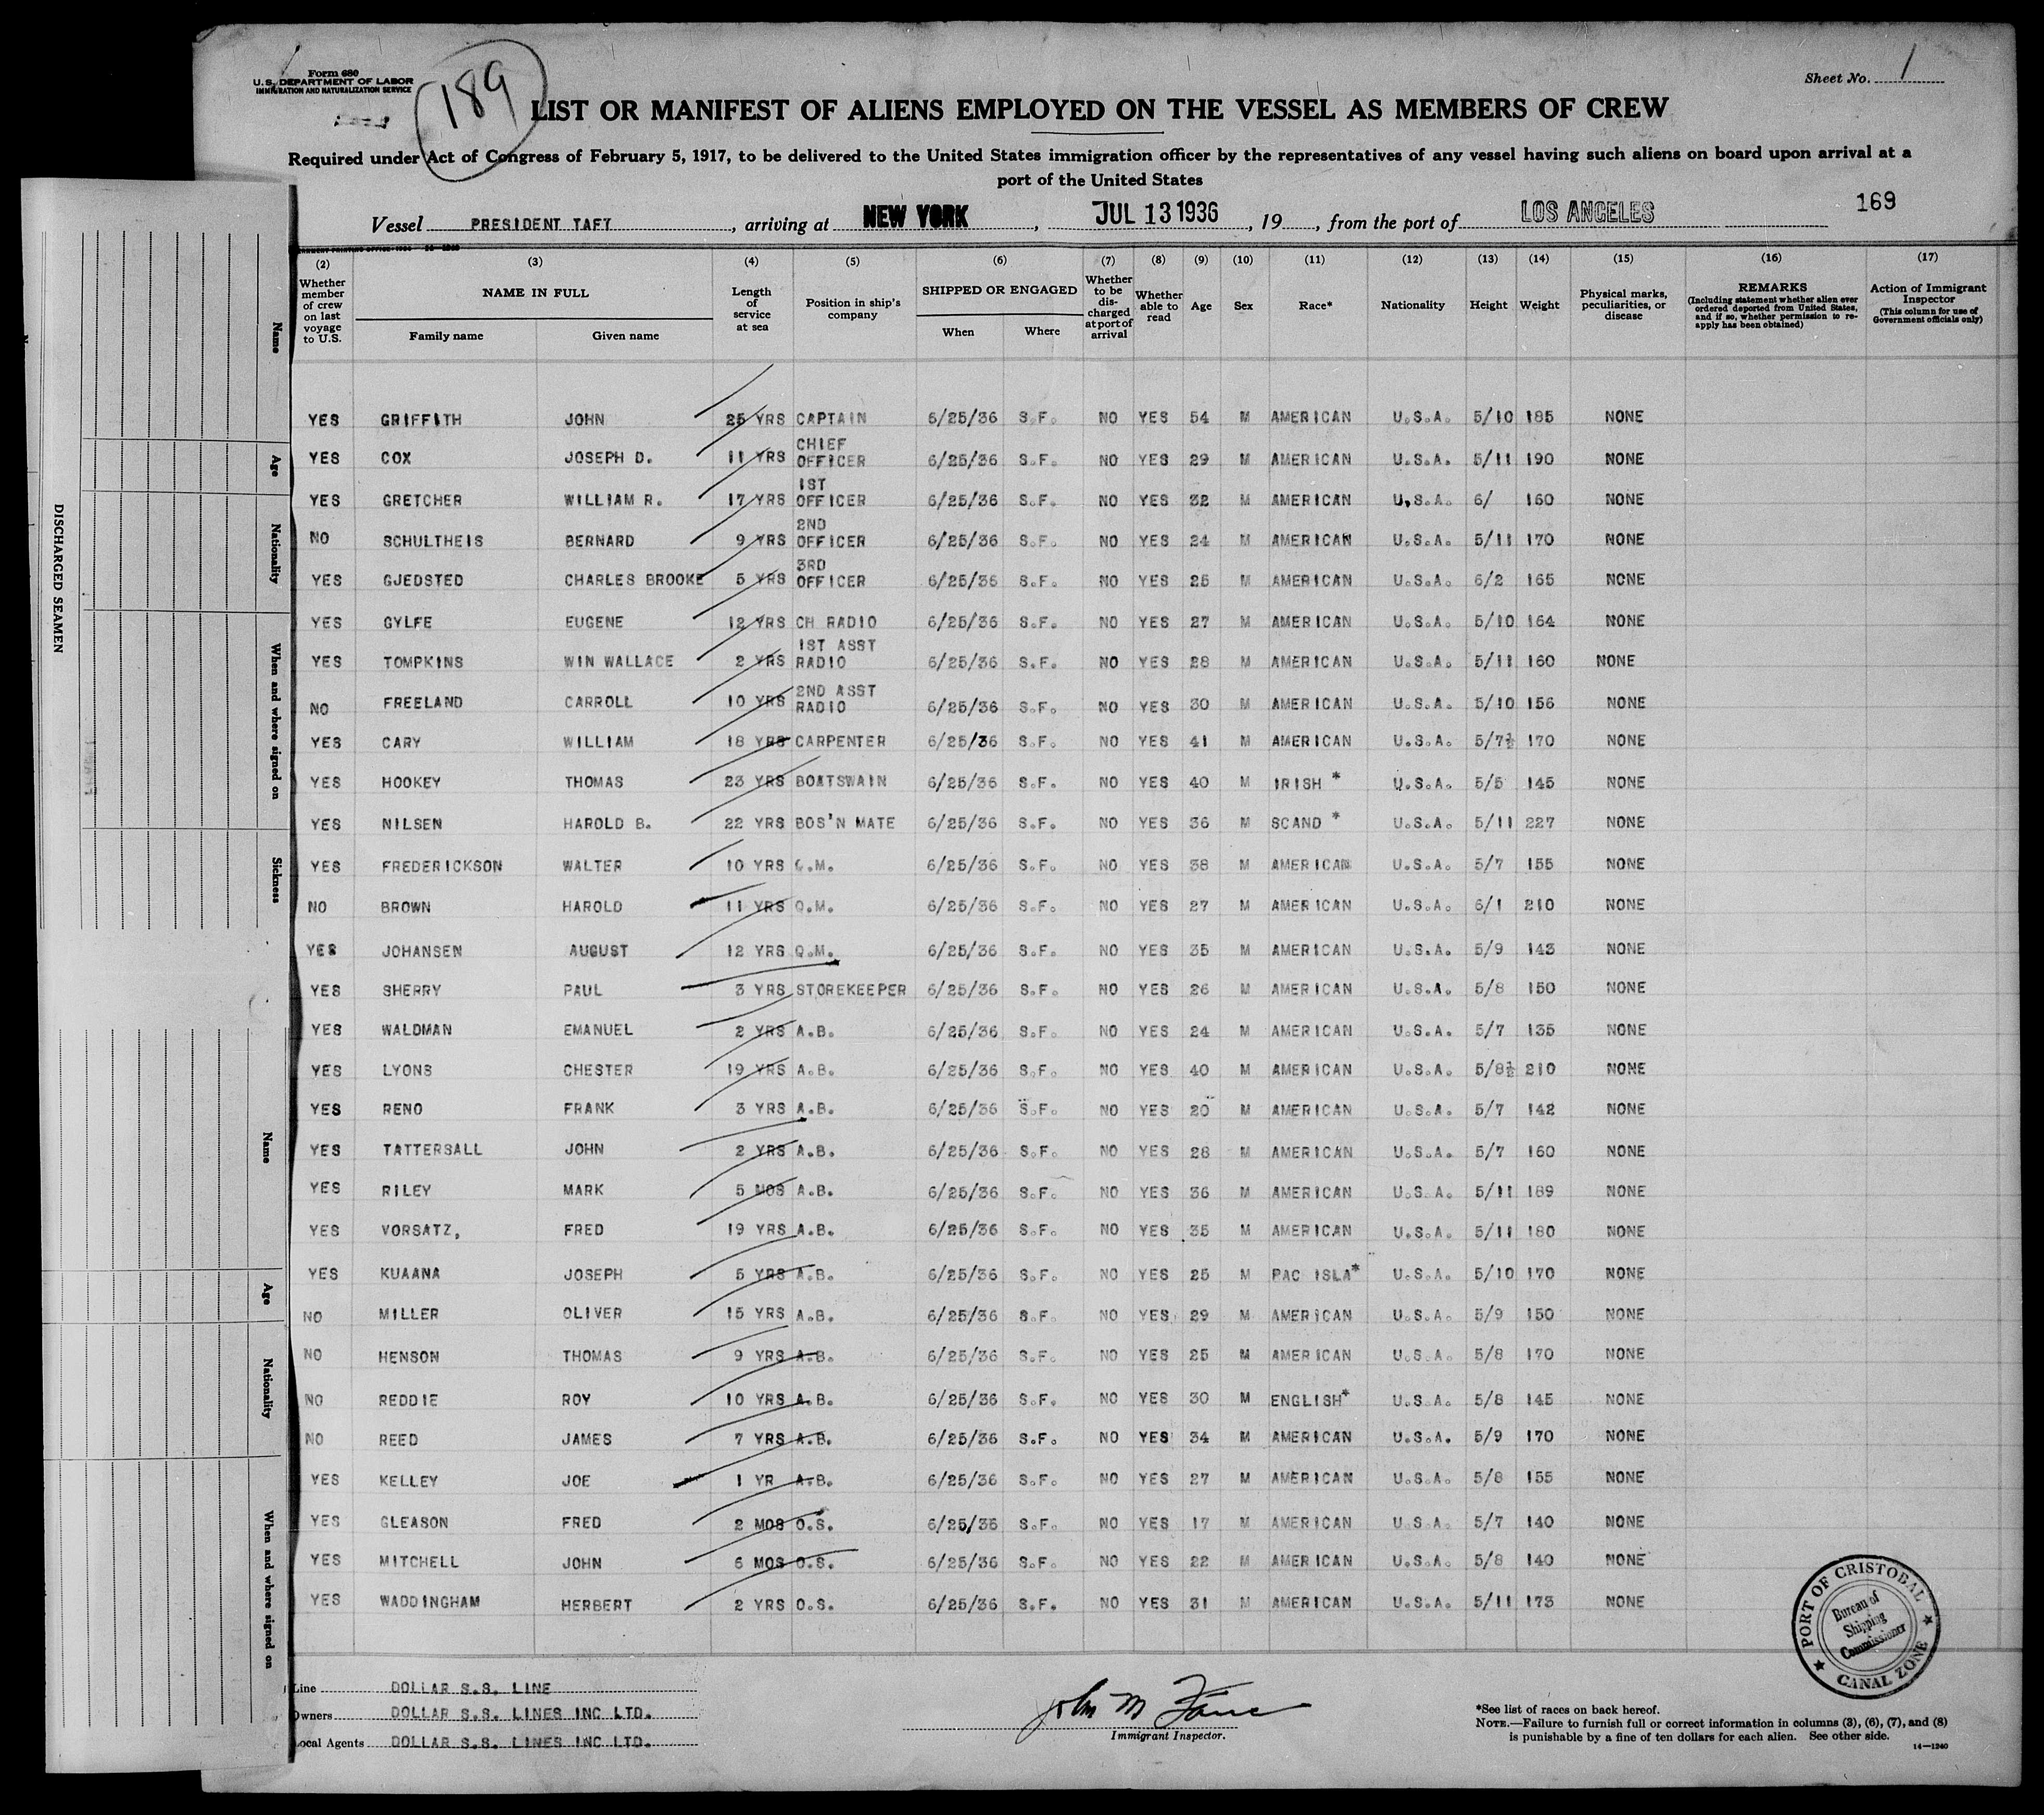 Form 680
U.S. DEPARTMENT OF LABOR
IMMIGRATION AND NATURALIZATION SERVICE
189
Sheet No. 1
LIST OR MANIFEST OF ALIENS EMPLOYED ON THE VESSEL AS MEMBERS OF CREW
Required under Act of Congress of February 5, 1917, to be delivered to the United States immigration officer by the representatives of any vessel having such aliens on board upon arrival at a
port of the United States
169
Vessel PRESIDENT TAFT, arriving at NEW YORK, JUL 13 1936, 19, from the port of LOS ANGELES
(2) (3) (4) (5) (6) (7) (8) (9) (10) (11) (12) (13) (14) (15) (16) (17)
Whether member of crew on last voyage to U.S. NAME IN FULL Family name Given name Length of service at sea Position in ship's company SHIPPED OR ENGAGED When Where Whether to be discharged at port of arrival Whether able to read Age Sex Race* Nationality Height Weight Physical marks, peculiarities, or disease REMARKS (Including statement whether alien ever ordered deported from United States, and if so, whether permission to reapply has been obtained) Action of Immigrant Inspector (This column for use of Government officials only)
YES GRIFFITH JOHN 25 YRS CAPTAIN 6/25/36 S.F. NO YES 54 M AMERICAN U.S.A. 5/10 185 NONE
YES COX JOSEPH D. 11 YRS CHIEF OFFICER 6/25/36 S.F. NO YES 29 M AMERICAN U.S.A. 5/11 190 NONE
YES GRETCHER WILLIAM R. 17 YRS 1ST OFFICER 6/25/36 S.F. NO YES 32 M AMERICAN U.S.A. 6/ 160 NONE
NO SCHULTHEIS BERNARD 9 YRS 2ND OFFICER 6/25/36 S.F. NO YES 24 M AMERICAN U.S.A. 5/11 170 NONE
YES GJEDSTED CHARLES BROOKE 5 YRS 3RD OFFICER 6/25/36 S.F. NO YES 25 M AMERICAN U.S.A. 6/2 165 NONE
YES GYLFE EUGENE 12 YRS CH RADIO 6/25/36 S.F. NO YES 27 M AMERICAN U.S.A. 5/10 164 NONE
YES TOMPKINS WIN WALLACE 2 YRS 1ST ASST RADIO 6/25/36 S.F. NO YES 28 M AMERICAN U.S.A. 5/11 160 NONE
NO FREELAND CARROLL 10 YRS 2ND ASST RADIO 6/25/36 S.F. NO YES 30 M AMERICAN U.S.A. 5/10 156 NONE
YES CARY WILLIAM 18 YRS CARPENTER 6/25/36 S.F. NO YES 41 M AMERICAN U.S.A. 5/7½ 170 NONE
YES HOOKEY THOMAS 23 YRS BOATSWAIN 6/25/36 S.F. NO YES 40 M IRISH * U.S.A. 5/5 145 NONE
YES NILSEN HAROLD B. 22 YRS BOS'N MATE 6/25/36 S.F. NO YES 36 M SCAND * U.S.A. 5/11 227 NONE
YES FREDERICKSON WALTER 10 YRS Q.M. 6/25/36 S.F. NO YES 38 M AMERICAN U.S.A. 5/7 155 NONE
NO BROWN HAROLD 11 YRS Q.M. 6/25/36 S.F. NO YES 27 M AMERICAN U.S.A. 6/1 210 NONE
YES JOHANSEN AUGUST 12 YRS Q.M. 6/25/36 S.F. NO YES 35 M AMERICAN U.S.A. 5/9 143 NONE
YES SHERRY PAUL 3 YRS STOREKEEPER 6/25/36 S.F. NO YES 26 M AMERICAN U.S.A. 5/8 150 NONE
YES WALDMAN EMANUEL 2 YRS A.B. 6/25/36 S.F. NO YES 24 M AMERICAN U.S.A. 5/7 135 NONE
YES LYONS CHESTER 19 YRS A.B. 6/25/36 S.F. NO YES 40 M AMERICAN U.S.A. 5/8½ 210 NONE
YES RENO FRANK 3 YRS A.B. 6/25/36 S.F. NO YES 20 M AMERICAN U.S.A. 5/7 142 NONE
YES TATTERSALL JOHN 2 YRS A.B. 6/25/36 S.F. NO YES 28 M AMERICAN U.S.A. 5/7 160 NONE
YES RILEY MARK 5 MOS A.B. 6/25/36 S.F. NO YES 36 M AMERICAN U.S.A. 5/11 189 NONE
YES VORSATZ, FRED 19 YRS A.B. 6/25/36 S.F. NO YES 35 M AMERICAN U.S.A. 5/11 180 NONE
YES KUAANA JOSEPH 5 YRS A.B. 6/25/36 S.F. NO YES 25 M PAC ISLA* U.S.A. 5/10 170 NONE
NO MILLER OLIVER 15 YRS A.B. 6/25/36 S.F. NO YES 29 M AMERICAN U.S.A. 5/9 150 NONE
NO HENSON THOMAS 9 YRS A.B. 6/25/36 S.F. NO YES 25 M AMERICAN U.S.A. 5/8 170 NONE
NO REDDIE ROY 10 YRS A.B. 6/25/36 S.F. NO YES 30 M ENGLISH* U.S.A. 5/8 145 NONE
NO REED JAMES 7 YRS A.B. 6/25/36 S.F. NO YES 34 M AMERICAN U.S.A. 5/9 170 NONE
YES KELLEY JOE 1 YR A.B. 6/25/36 S.F. NO YES 27 M AMERICAN U.S.A. 5/8 155 NONE
YES GLEASON FRED 2 MOS O.S. 6/25/36 S.F. NO YES 17 M AMERICAN U.S.A. 5/7 140 NONE
YES MITCHELL JOHN 6 MOS O.S. 6/25/36 S.F. NO YES 22 M AMERICAN U.S.A. 5/8 140 NONE
YES WADDINGHAM HERBERT 2 YRS O.S. 6/25/36 S.F. NO YES 31 M AMERICAN U.S.A. 5/11 173 NONE
PORT OF CRISTOBAL
Bureau of
Shipping
Commissioner
CANAL ZONE
Line DOLLAR S.S. LINE
Owners DOLLAR S.S. LINES INC LTD.
Local Agents DOLLAR S.S. LINES INC LTD.
John M
Immigrant Inspector.
*See list of races on back hereof.
NOTE.—Failure to furnish full or correct information in columns (3), (6), (7), and (8)
is punishable by a fine of ten dollars for each alien. See other side.
14—1240
DISCHARGED SEAMEN
Name
Age
Nationality
When and where signed on
Sickness
Name
Age
Nationality
When and where signed on